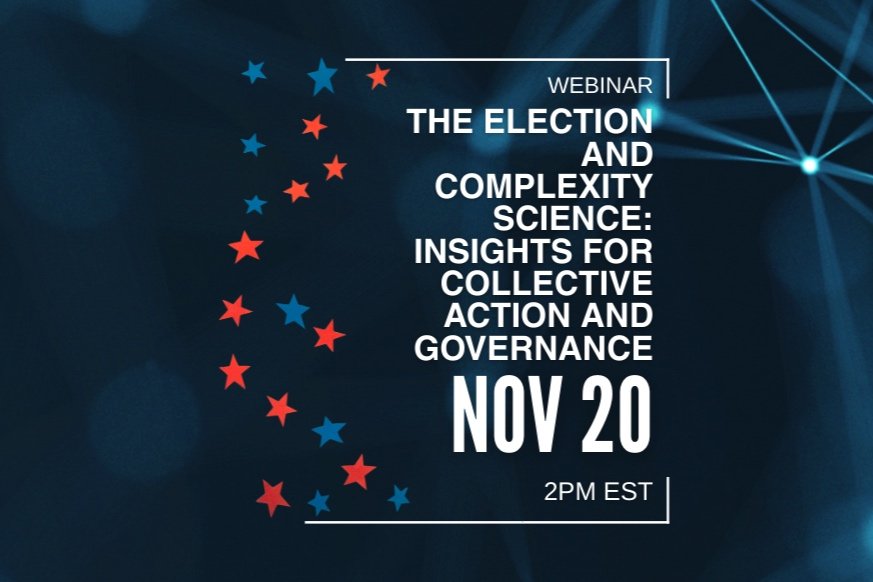 WEBINAR
THE ELECTION
AND
COMPLEXITY
SCIENCE:
INSIGHTS FOR
COLLECTIVE
ACTION AND
GOVERNANCE
NOV 20
2PM EST